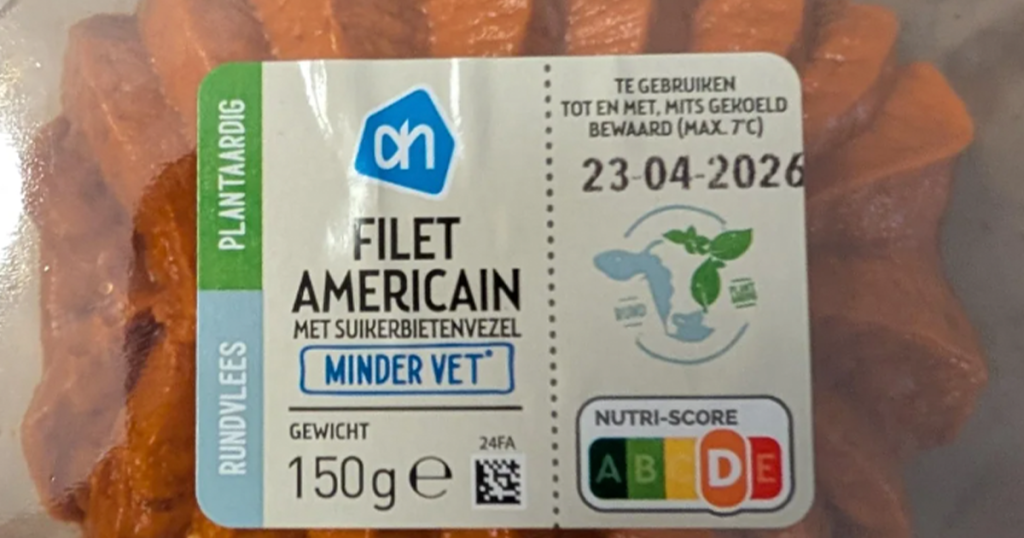 PLANTAARDIG
RUNDVLEES
ah
FILET
AMERICAIN
MET SUIKERBIETENVEZEL
MINDER VET*
GEWICHT
150g e
24FA
TE GEBRUIKEN
TOT EN MET, MITS GEKOELD
BEWAARD (MAX. 7°C)
23-04-2026
RUND
NUTRI-SCORE
A B C D E